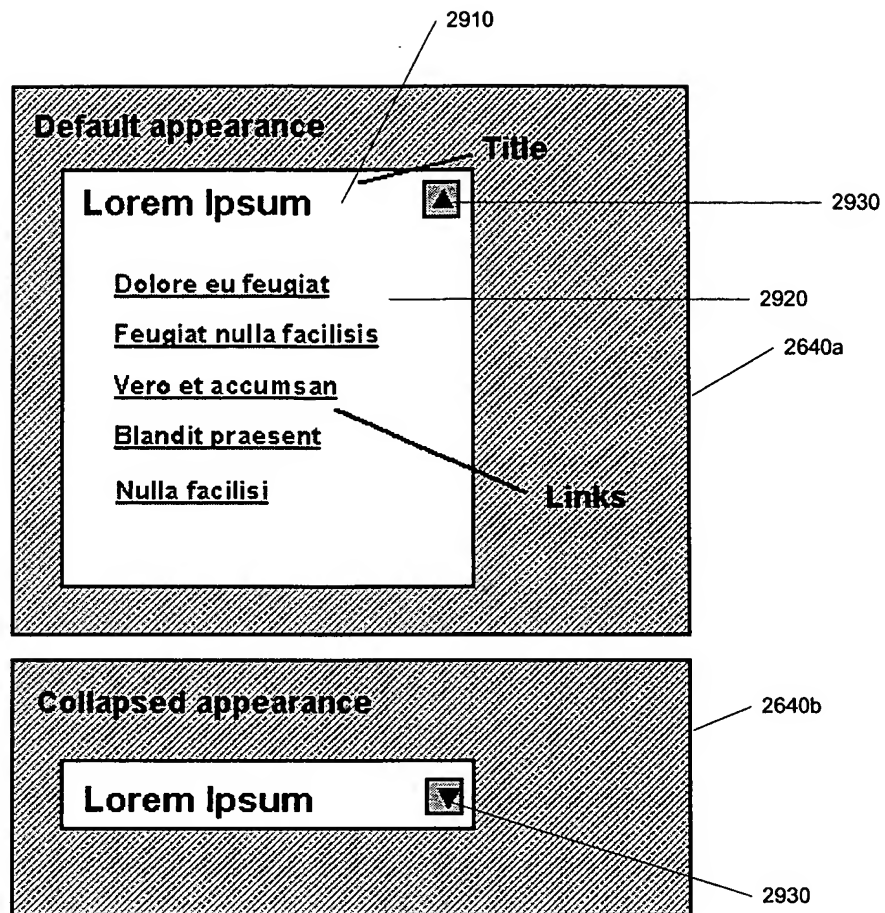 2910
Default appearance
Title
Lorem Ipsum
2930
Dolore eu feugiat
2920
Feugiat nulla facilisis
2640a
Vero et accumsan
Blandit praesent
Nulla facilisi
Links
Collapsed appearance
2640b
Lorem Ipsum
2930